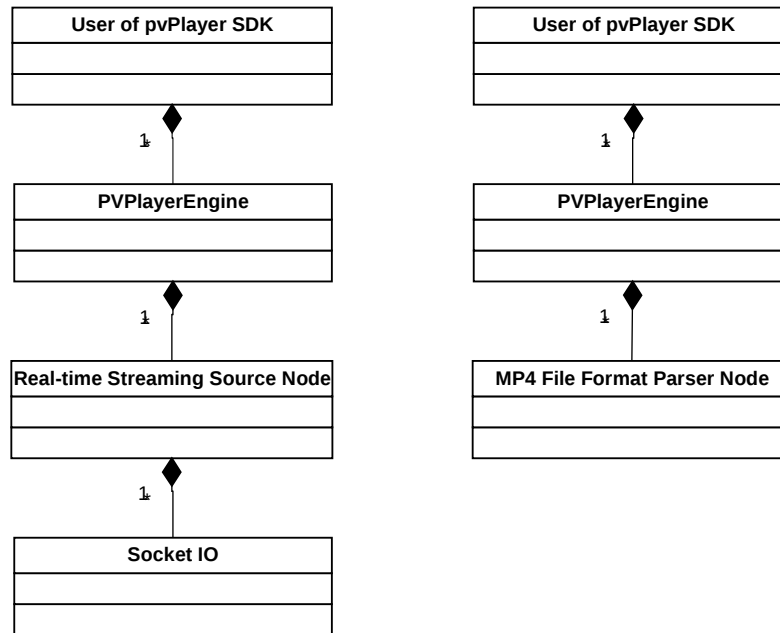 User of pvPlayer SDK
1
*
PVPlayerEngine
1
*
Real-time Streaming Source Node
1
*
Socket IO
User of pvPlayer SDK
1
*
PVPlayerEngine
1
*
MP4 File Format Parser Node